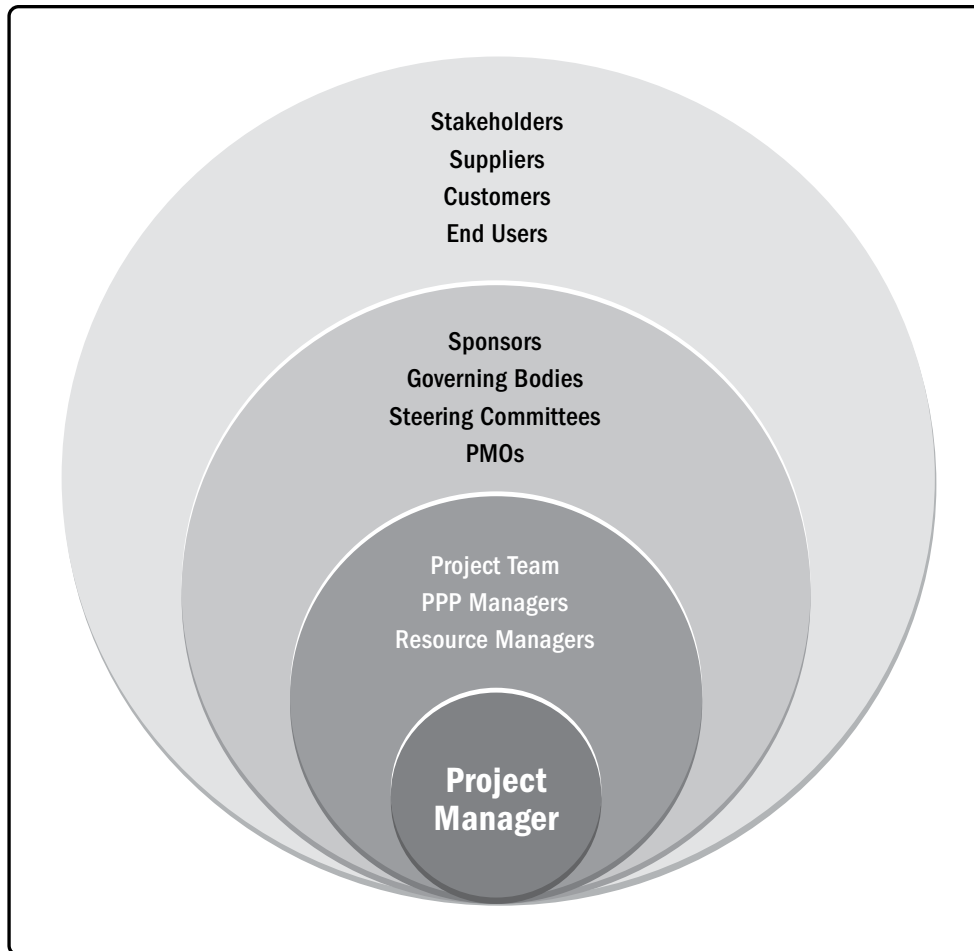 Stakeholders
Suppliers
Customers
End Users
Sponsors
Governing Bodies
Steering Committees
PMOs
Project Team
PPP Managers
Resource Managers
Project
Manager